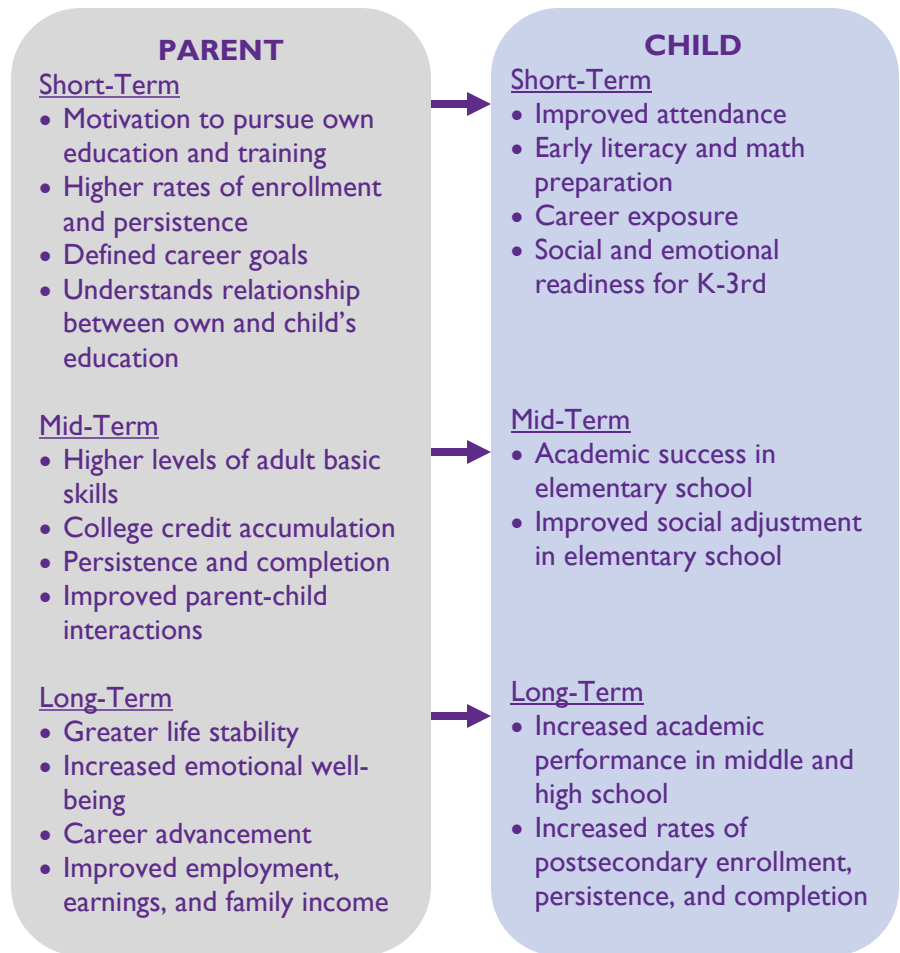 PARENT
Short-Term
• Motivation to pursue own
education and training
• Higher rates of enrollment
and persistence
• Defined career goals
• Understands relationship
between own and child's
education
Mid-Term
• Higher levels of adult basic
skills
• College credit accumulation
• Persistence and completion
• Improved parent-child
interactions
Long-Term
• Greater life stability
• Increased emotional well-
being
• Career advancement
• Improved employment,
earnings, and family income
CHILD
Short-Term
• Improved attendance
• Early literacy and math
preparation
• Career exposure
• Social and emotional
readiness for K-3rd
Mid-Term
• Academic success in
elementary school
• Improved social adjustment
in elementary school
Long-Term
• Increased academic
performance in middle and
high school
• Increased rates of
postsecondary enrollment,
persistence, and completion